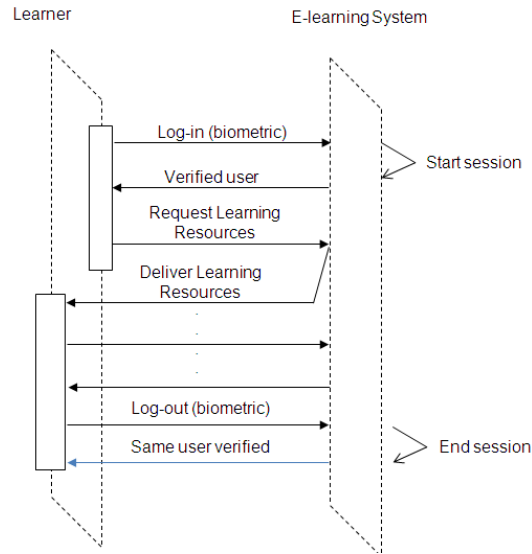 Learner
E-learning System
Log-in (biometric)
Start session
Verified user
Request Learning
Resources
Deliver Learning
Resources
.
.
.
.
Log-out (biometric)
Same user verified
End session